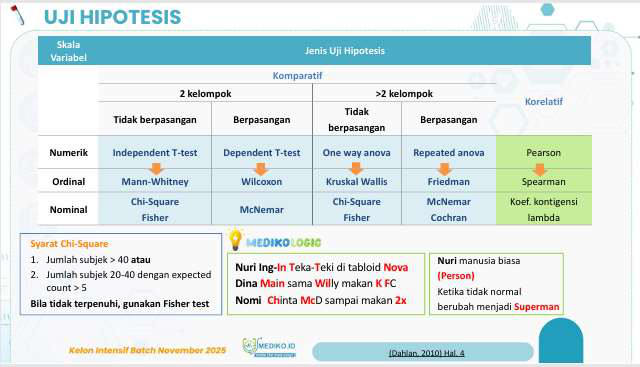 UJI HIPOTESIS
Skala Variabel
Jenis Uji Hipotesis
Komparatif
Korelatif
2 kelompok
>2 kelompok
Tidak berpasangan
Berpasangan
Tidak berpasangan
Berpasangan
Numerik
Independent T-test
Dependent T-test
One way anova
Repeated anova
Pearson
Ordinal
Mann-Whitney
Wilcoxon
Kruskal Wallis
Friedman
Spearman
Nominal
Chi-Square
Fisher
McNemar
Chi-Square
Fisher
McNemar
Cochran
Koef. kontigensi
lambda
Syarat Chi-Square
1. Jumlah subjek > 40 atau
2. Jumlah subjek 20-40 dengan expected
count > 5
Bila tidak terpenuhi, gunakan Fisher test
MEDIKOLOGIC
Nuri Ing-In Teka-Teki di tabloid Nova
Dina Main sama Willy makan K FC
Nomi Chinta McD sampai makan 2x
Nuri manusia biasa
(Person)
Ketika tidak normal
berubah menjadi Superman
Kelon Intensif Batch November 2025
MEDIKO.ID
(Dahlan, 2010) Hal. 4